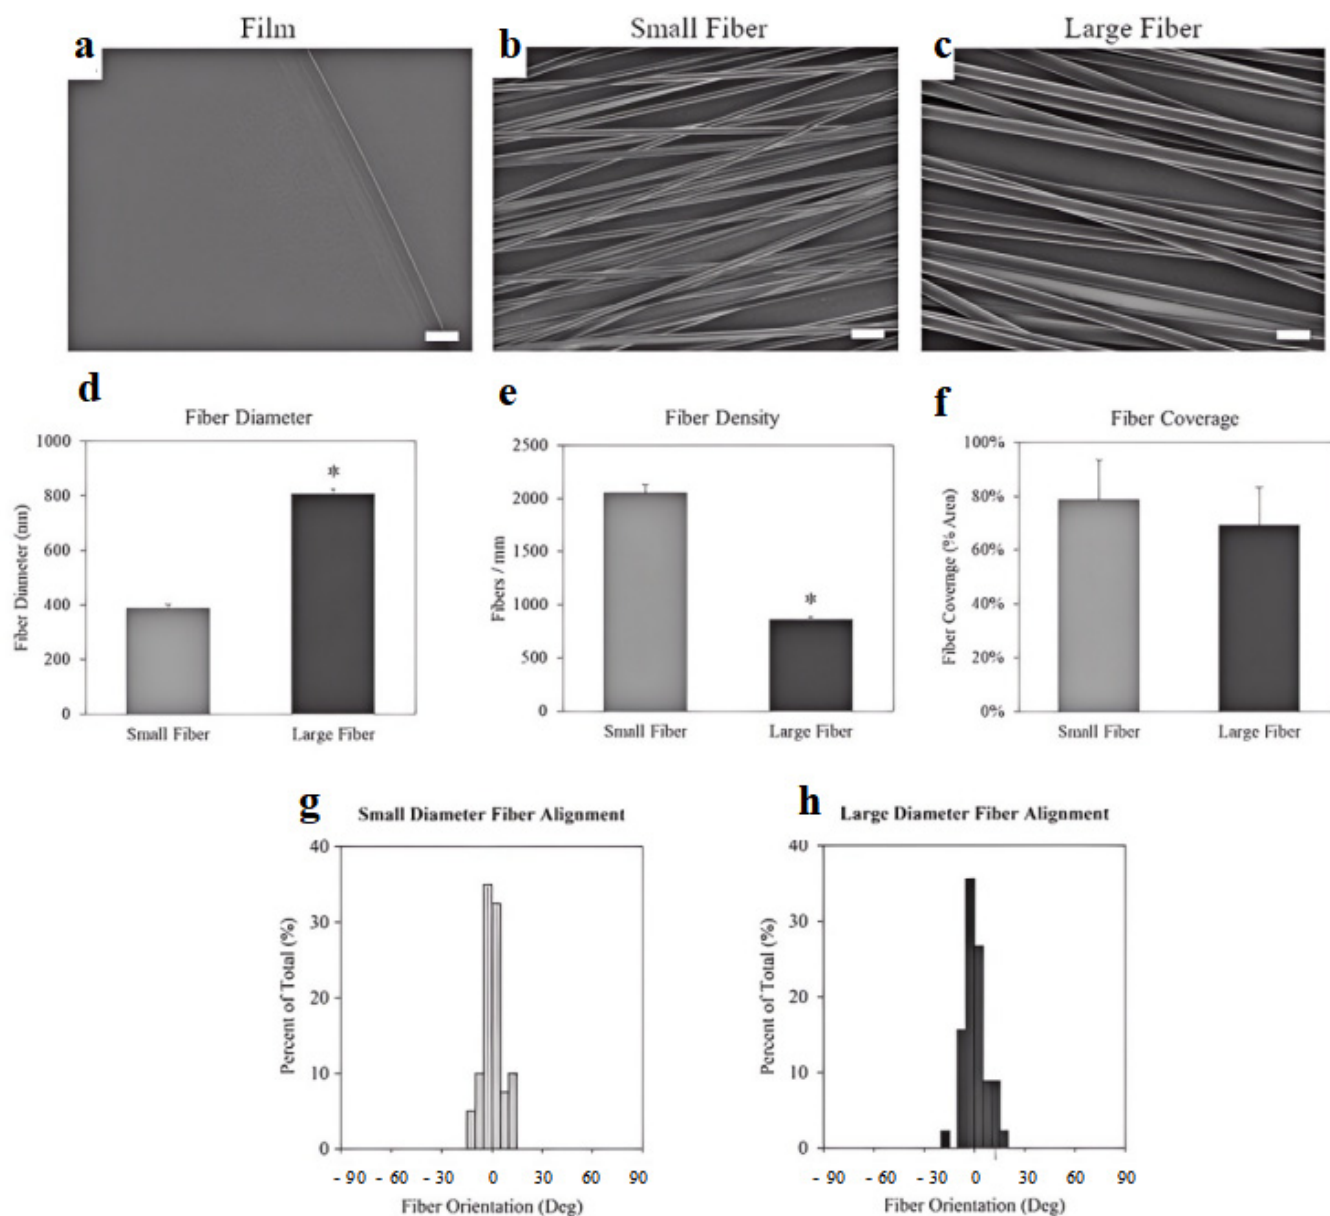 a
Film
b
Small Fiber
c
Large Fiber
d
Fiber Diameter
Fiber Diameter (nm)
1000
800
600
400
200
0
*
Small Fiber
Large Fiber
e
Fiber Density
Fibers / mm
2500
2000
1500
1000
500
0
*
Small Fiber
Large Fiber
f
Fiber Coverage
Fiber Coverage (% Area)
100%
80%
60%
40%
20%
0%
Small Fiber
Large Fiber
g
Small Diameter Fiber Alignment
Percent of Total (%)
40
30
20
10
0
- 90 - 60 - 30 0 30 60 90
Fiber Orientation (Deg)
h
Large Diameter Fiber Alignment
Percent of Total (%)
40
30
20
10
0
- 90 - 60 - 30 0 30 60 90
Fiber Orientation (Deg)